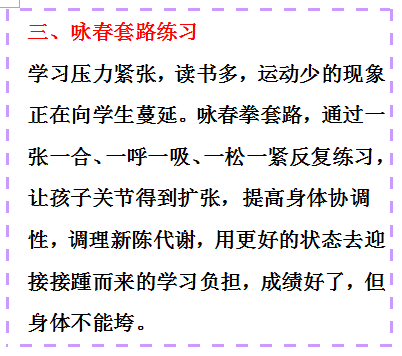 三、咏春套路练习
学习压力紧张，读书多，运动少的现象
正在向学生蔓延。咏春拳套路，通过一
张一合、一呼一吸、一松一紧反复练习，
让孩子关节得到扩张，提高身体协调
性，调理新陈代谢，用更好的状态去迎
接接踵而来的学习负担，成绩好了，但
身体不能垮。